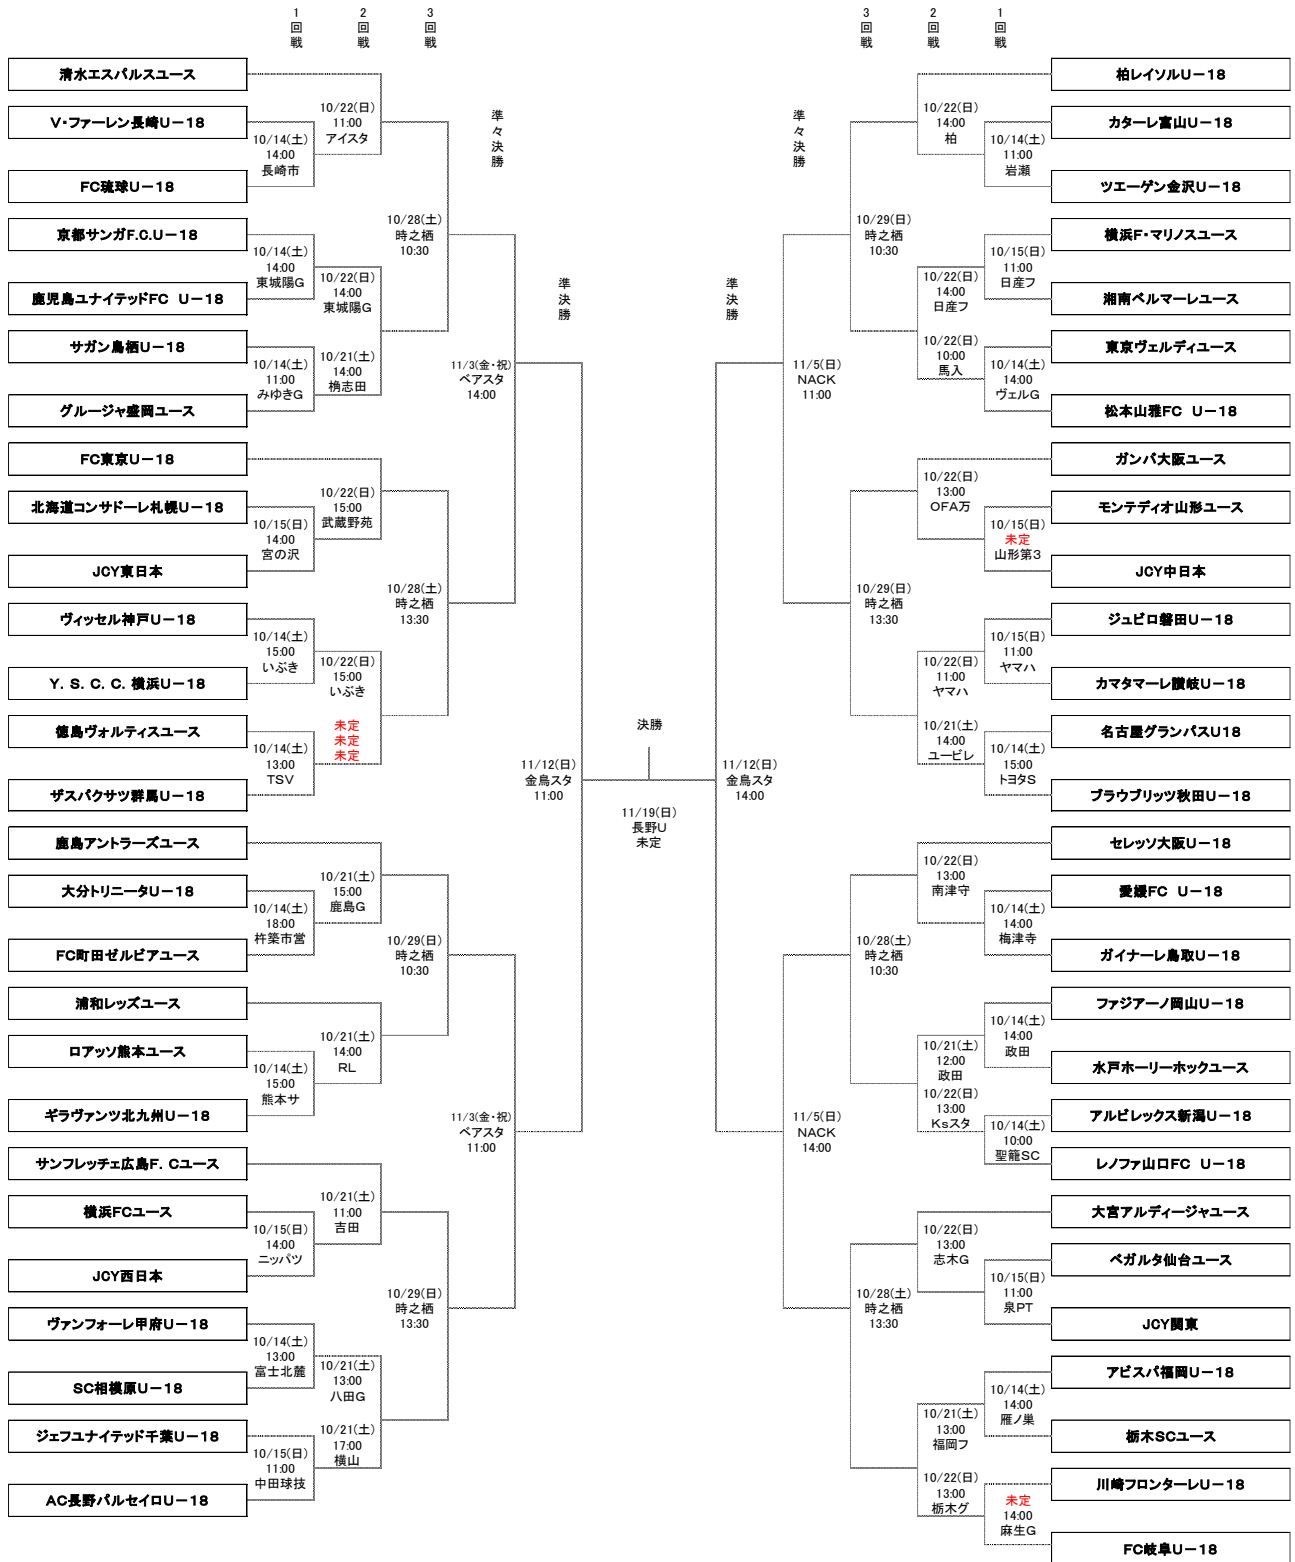 1
回
戦
2
回
戦
3
回
戦
3
回
戦
2
回
戦
1
回
戦
清水エスパルスユース
V・ファーレン長崎U－18
FC琉球U－18
京都サンガF.C.U－18
鹿児島ユナイテッドFC U－18
サガン鳥栖U－18
グルージャ盛岡ユース
FC東京U－18
北海道コンサドーレ札幌U－18
JCY東日本
ヴィッセル神戸U－18
Y．S．C．C．横浜U－18
徳島ヴォルティスユース
ザスパクサツ群馬U－18
鹿島アントラーズユース
大分トリニータU－18
FC町田ゼルビアユース
浦和レッズユース
ロアッソ熊本ユース
ギラヴァンツ北九州U－18
サンフレッチェ広島F．Cユース
横浜FCユース
JCY西日本
ヴァンフォーレ甲府U－18
SC相模原U－18
ジェフユナイテッド千葉U－18
AC長野パルセイロU－18
10/14(土)
14:00
長崎市
10/14(土)
14:00
東城陽G
10/14(土)
11:00
みゆきG
10/15(日)
14:00
宮の沢
10/14(土)
15:00
いぶき
10/14(土)
13:00
TSV
10/14(土)
18:00
杵築市営
10/14(土)
15:00
熊本サ
10/15(日)
14:00
ニッパツ
10/14(土)
13:00
富士北麓
10/15(日)
11:00
中田球技
10/22(日)
11:00
アイスタ
10/22(日)
14:00
東城陽G
10/21(土)
14:00
桷志田
10/22(日)
15:00
武蔵野苑
10/22(日)
15:00
いぶき
未定
未定
未定
10/21(土)
15:00
鹿島G
10/21(土)
14:00
RL
10/21(土)
11:00
吉田
10/21(土)
13:00
八田G
10/21(土)
17:00
横山
10/28(土)
時之栖
10:30
10/28(土)
時之栖
13:30
10/29(日)
時之栖
10:30
10/29(日)
時之栖
13:30
準
々
決
勝
11/3(金・祝)
ベアスタ
14:00
11/3(金・祝)
ベアスタ
11:00
準
決
勝
11/12(日)
金鳥スタ
11:00
決勝
11/19(日)
長野U
未定
準
決
勝
11/12(日)
金鳥スタ
14:00
準
々
決
勝
11/5(日)
NACK
11:00
11/5(日)
NACK
14:00
10/29(日)
時之栖
10:30
10/29(日)
時之栖
13:30
10/28(土)
時之栖
10:30
10/28(土)
時之栖
13:30
10/22(日)
14:00
柏
10/22(日)
14:00
日産フ
10/22(日)
10:00
馬入
10/22(日)
13:00
OFA万
10/22(日)
11:00
ヤマハ
10/21(土)
14:00
ユービレ
10/22(日)
13:00
南津守
10/21(土)
12:00
政田
10/22(日)
13:00
Ksスタ
10/22(日)
13:00
志木G
10/21(土)
13:00
福岡フ
10/22(日)
13:00
栃木グ
10/14(土)
11:00
岩瀬
10/15(日)
11:00
日産フ
10/14(土)
14:00
ヴェルG
10/15(日)
未定
山形第3
10/15(日)
11:00
ヤマハ
10/14(土)
15:00
トヨタS
10/14(土)
14:00
梅津寺
10/14(土)
14:00
政田
10/14(土)
10:00
聖籠SC
10/15(日)
11:00
泉PT
10/14(土)
14:00
雁ノ巣
未定
14:00
麻生G
柏レイソルU－18
カターレ富山U－18
ツエーゲン金沢U－18
横浜F・マリノスユース
湘南ベルマーレユース
東京ヴェルディユース
松本山雅FC U－18
ガンバ大阪ユース
モンテディオ山形ユース
JCY中日本
ジュビロ磐田U－18
カマタマーレ讃岐U－18
名古屋グランパスU18
ブラウブリッツ秋田U－18
セレッソ大阪U－18
愛媛FC U－18
ガイナーレ鳥取U－18
ファジアーノ岡山U－18
水戸ホーリーホックユース
アルビレックス新潟U－18
レノファ山口FC U－18
大宮アルディージャユース
ベガルタ仙台ユース
JCY関東
アビスパ福岡U－18
栃木SCユース
川崎フロンターレU－18
FC岐阜U－18